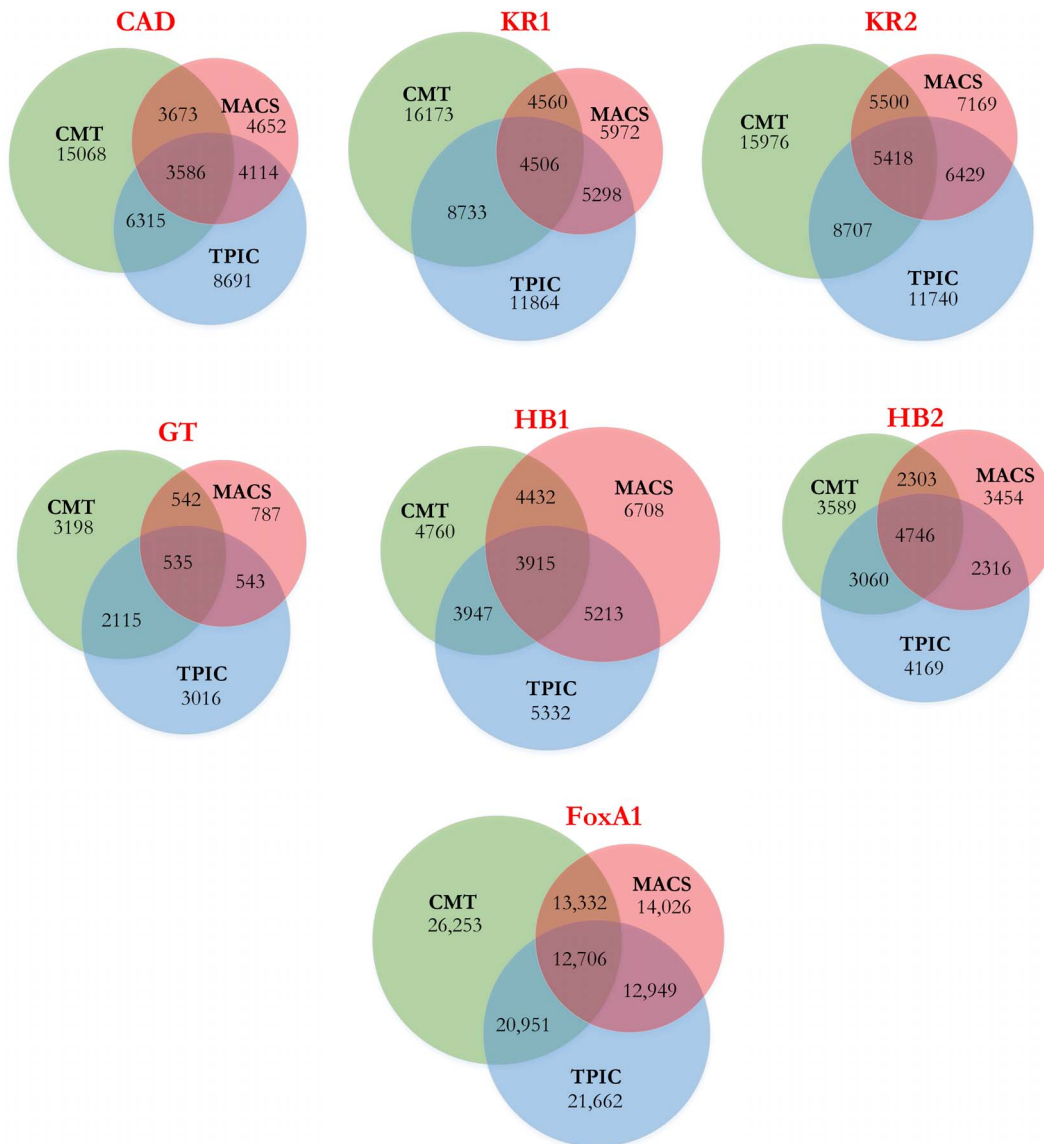 CAD
CMT
15068
3673
MACS
4652
3586
4114
6315
TPIC
8691
KR1
CMT
16173
4560
MACS
5972
4506
5298
8733
TPIC
11864
KR2
CMT
15976
5500
MACS
7169
5418
6429
8707
TPIC
11740
GT
CMT
3198
542
MACS
787
535
543
2115
TPIC
3016
HB1
CMT
4760
4432
MACS
6708
3915
3947
5213
TPIC
5332
HB2
CMT
3589
2303
MACS
3454
4746
3060
2316
TPIC
4169
FoxA1
CMT
26,253
13,332
MACS
14,026
12,706
12,949
20,951
TPIC
21,662